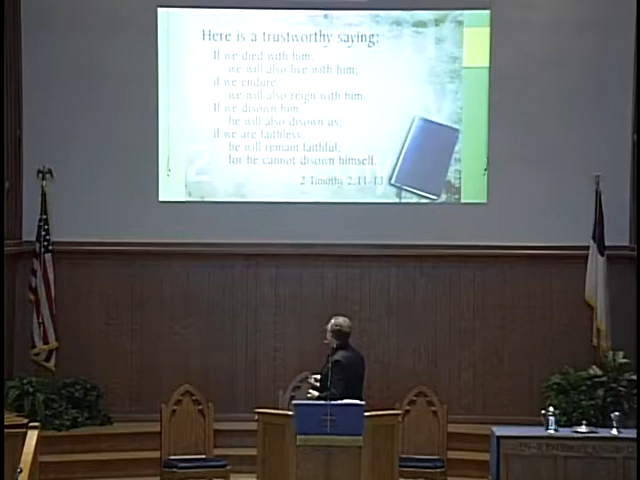 Here is a trustworthy saying:
If we died with him,
we will also live with him;
if we endure,
we will also reign with him.
If we disown him,
he will also disown us;
if we are faithless,
he will remain faithful,
for he cannot disown himself.
2 Timothy 2:11-13